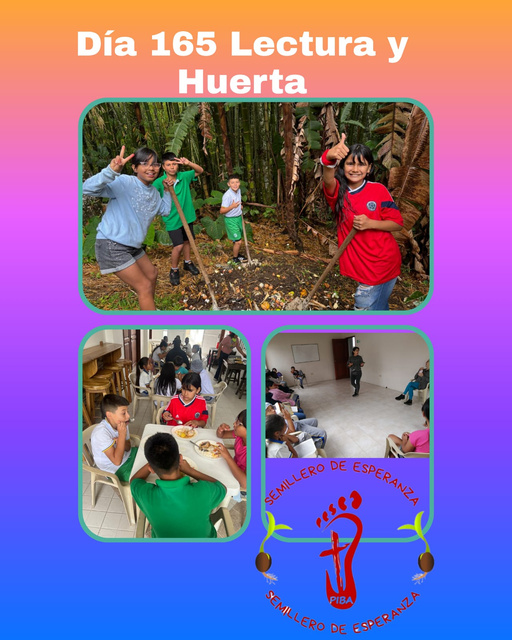 Día 165 Lectura y
Huerta
SEMILLERO DE ESPERANZA
PIBA
SEMILLERO DE ESPERANZA